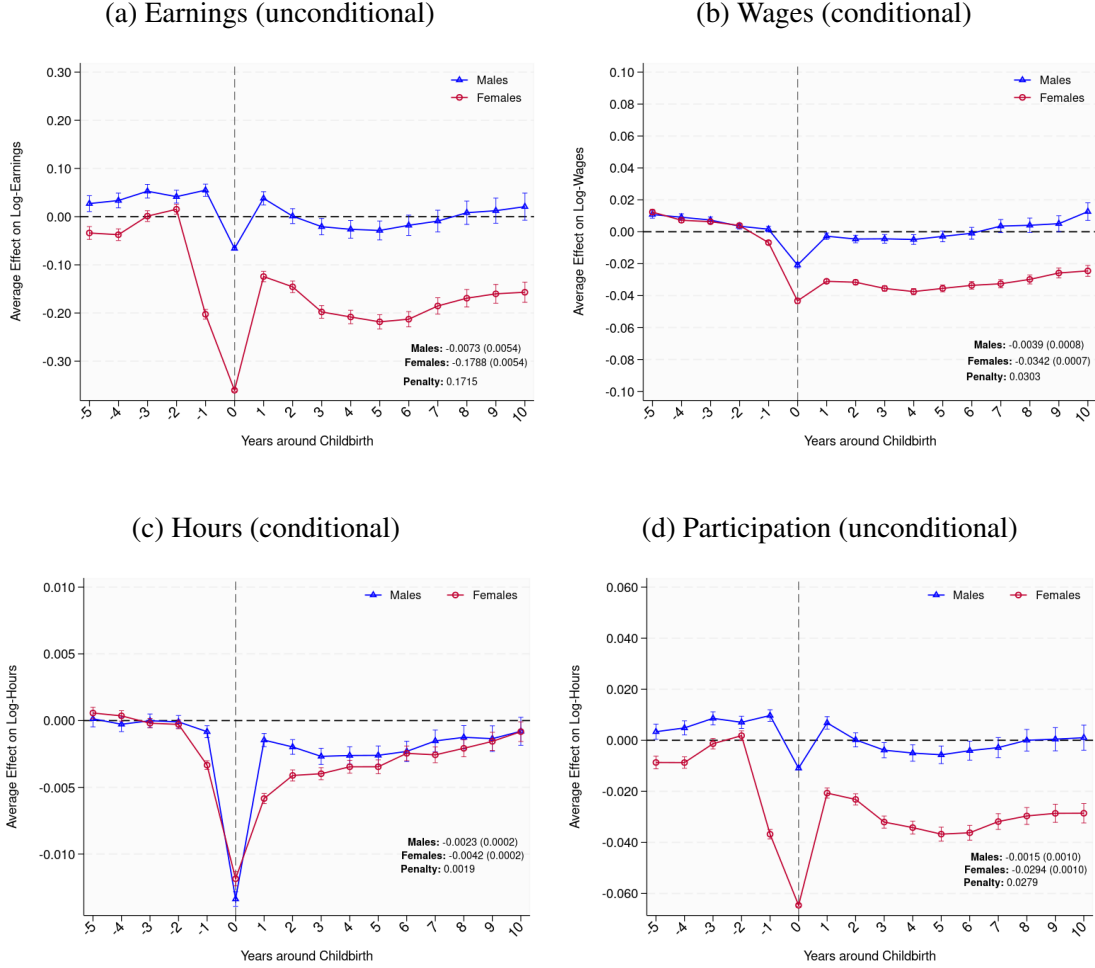 (a) Earnings (unconditional)
0.30
0.20
0.10
0.00
-0.10
-0.20
-0.30
Average Effect on Log-Earnings
Males
Females
Males: -0.0073 (0.0054)
Females: -0.1788 (0.0054)
Penalty: 0.1715
-5 -4 -3 -2 -1 0 1 2 3 4 5 6 7 8 9 10
Years around Childbirth
(b) Wages (conditional)
0.10
0.08
0.06
0.04
0.02
0.00
-0.02
-0.04
-0.06
-0.08
-0.10
Average Effect on Log-Wages
Males
Females
Males: -0.0039 (0.0008)
Females: -0.0342 (0.0007)
Penalty: 0.0303
-5 -4 -3 -2 -1 0 1 2 3 4 5 6 7 8 9 10
Years around Childbirth
(c) Hours (conditional)
0.010
0.005
0.000
-0.005
-0.010
Average Effect on Log-Hours
Males Females
Males: -0.0023 (0.0002)
Females: -0.0042 (0.0002)
Penalty: 0.0019
-5 -4 -3 -2 -1 0 1 2 3 4 5 6 7 8 9 10
Years around Childbirth
(d) Participation (unconditional)
0.060
0.040
0.020
0.000
-0.020
-0.040
-0.060
Average Effect on Log-Hours
Males Females
Males: -0.0015 (0.0010)
Females: -0.0294 (0.0010)
Penalty: 0.0279
-5 -4 -3 -2 -1 0 1 2 3 4 5 6 7 8 9 10
Years around Childbirth